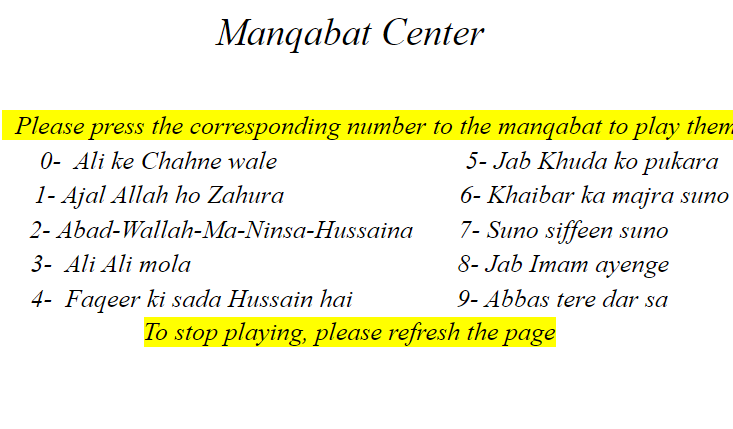 Manqabat Center
Please press the corresponding number to the manqabat to play them
0- Ali ke Chahne wale
1- Ajal Allah ho Zahura
2- Abad-Wallah-Ma-Ninsa-Hussaina
3- Ali Ali mola
4- Faqeer ki sada Hussain hai
5- Jab Khuda ko pukara
6- Khaibar ka majra suno
7- Suno siffeen suno
8- Jab Imam ayenge
9- Abbas tere dar sa
To stop playing, please refresh the page